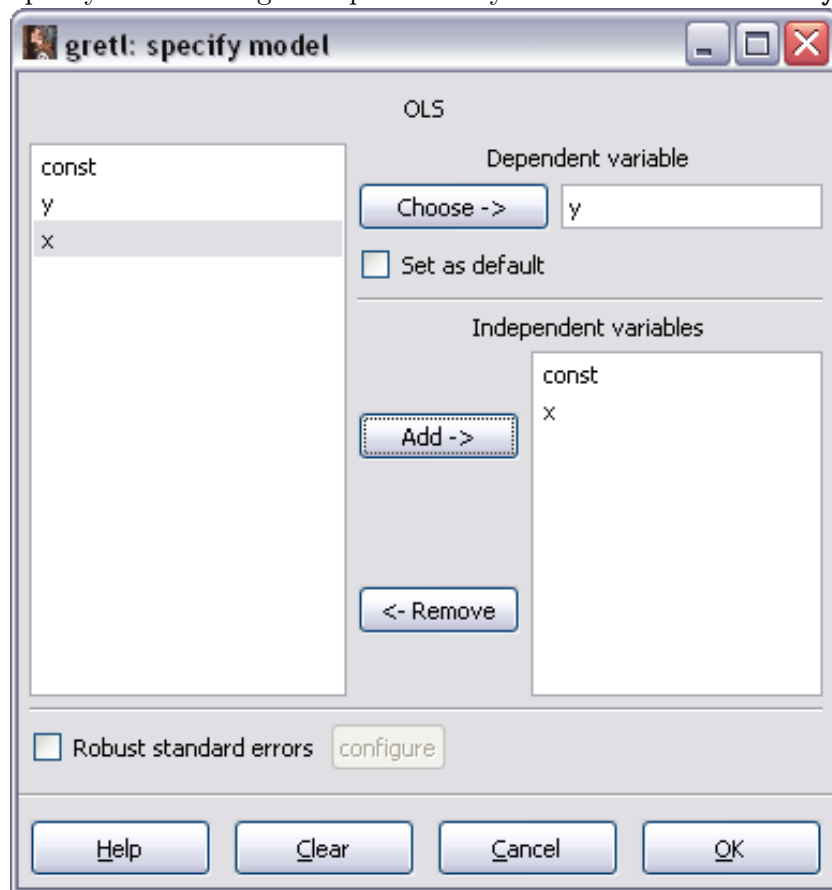 gretl: specify model
OLS
const
y
x
Dependent variable
Choose -> y
Set as default
Independent variables
const
x
Add ->
<- Remove
Robust standard errors configure
Help Clear Cancel OK